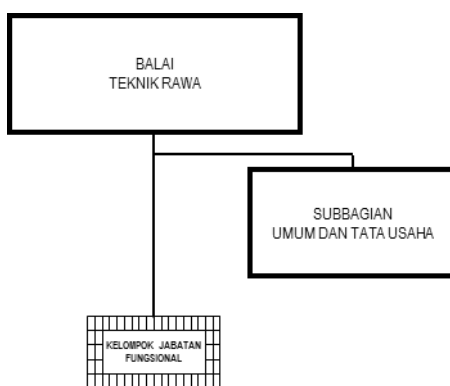 BALAI
TEKNIK RAWA
SUBBAGIAN
UMUM DAN TATA USAHA
KELOMPOK JABATAN
FUNGSIONAL